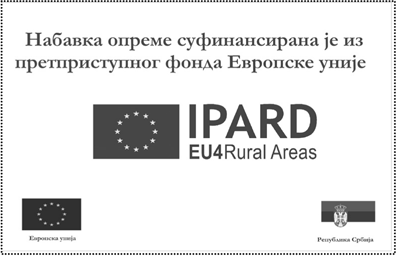 Набавка опреме суфинансирана је из
претприступног фонда Европске уније
IPARD
EU4Rural Areas
Европска унија
Република Србија